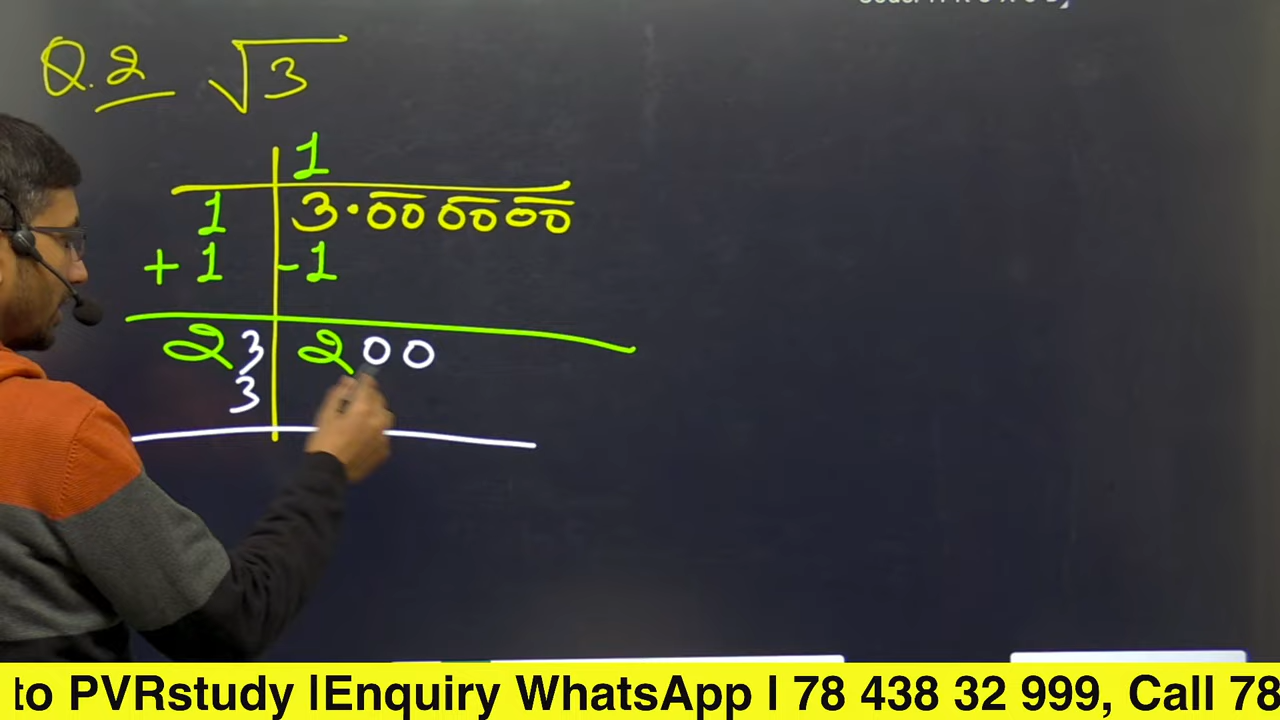 Q.2 √3
1
1 3.00 00 00
+1 -1
23 200
3
to PVRstudy |Enquiry WhatsApp I 78 438 32 999, Call 78